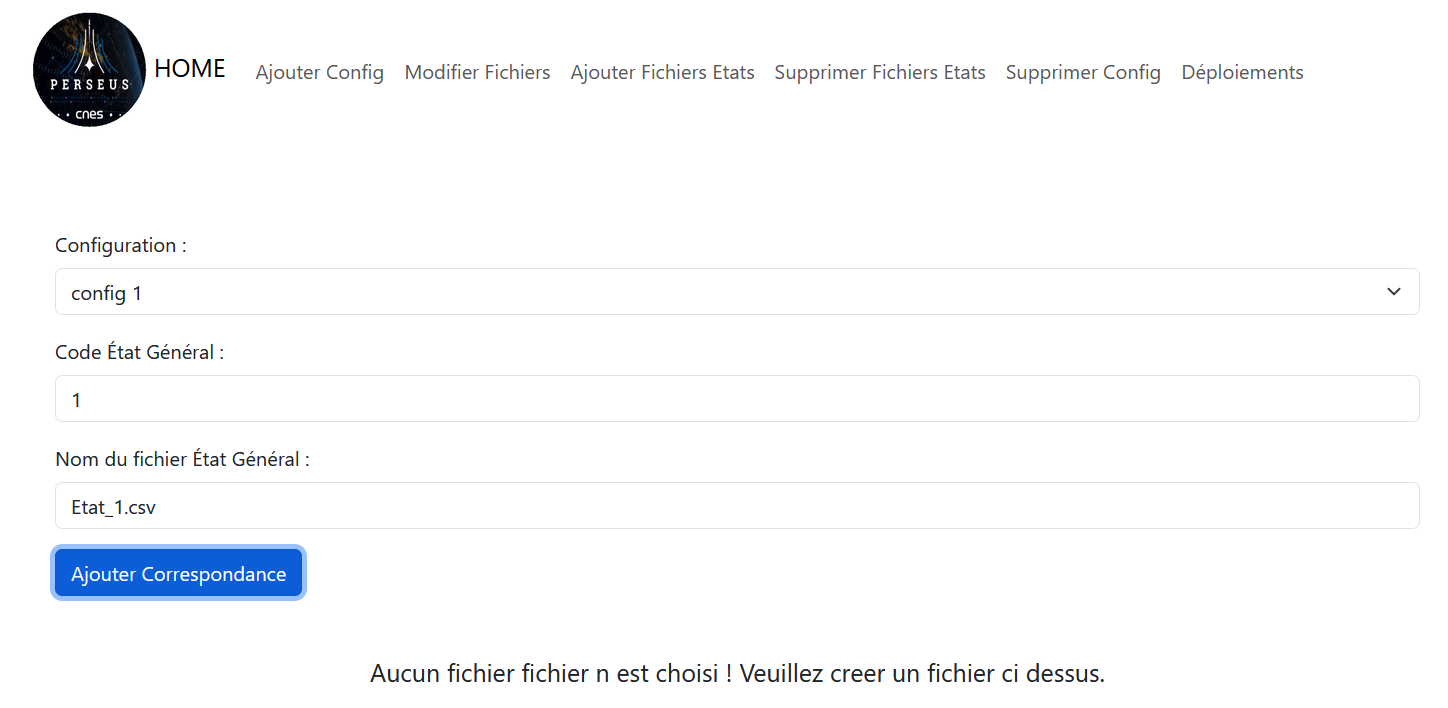 PERSEUS
cnes
HOME Ajouter Config Modifier Fichiers Ajouter Fichiers Etats Supprimer Fichiers Etats Supprimer Config Déploiements
Configuration :
config 1
Code État Général :
1
Nom du fichier État Général :
Etat_1.csv
Ajouter Correspondance
Aucun fichier fichier n est choisi ! Veuillez creer un fichier ci dessus.